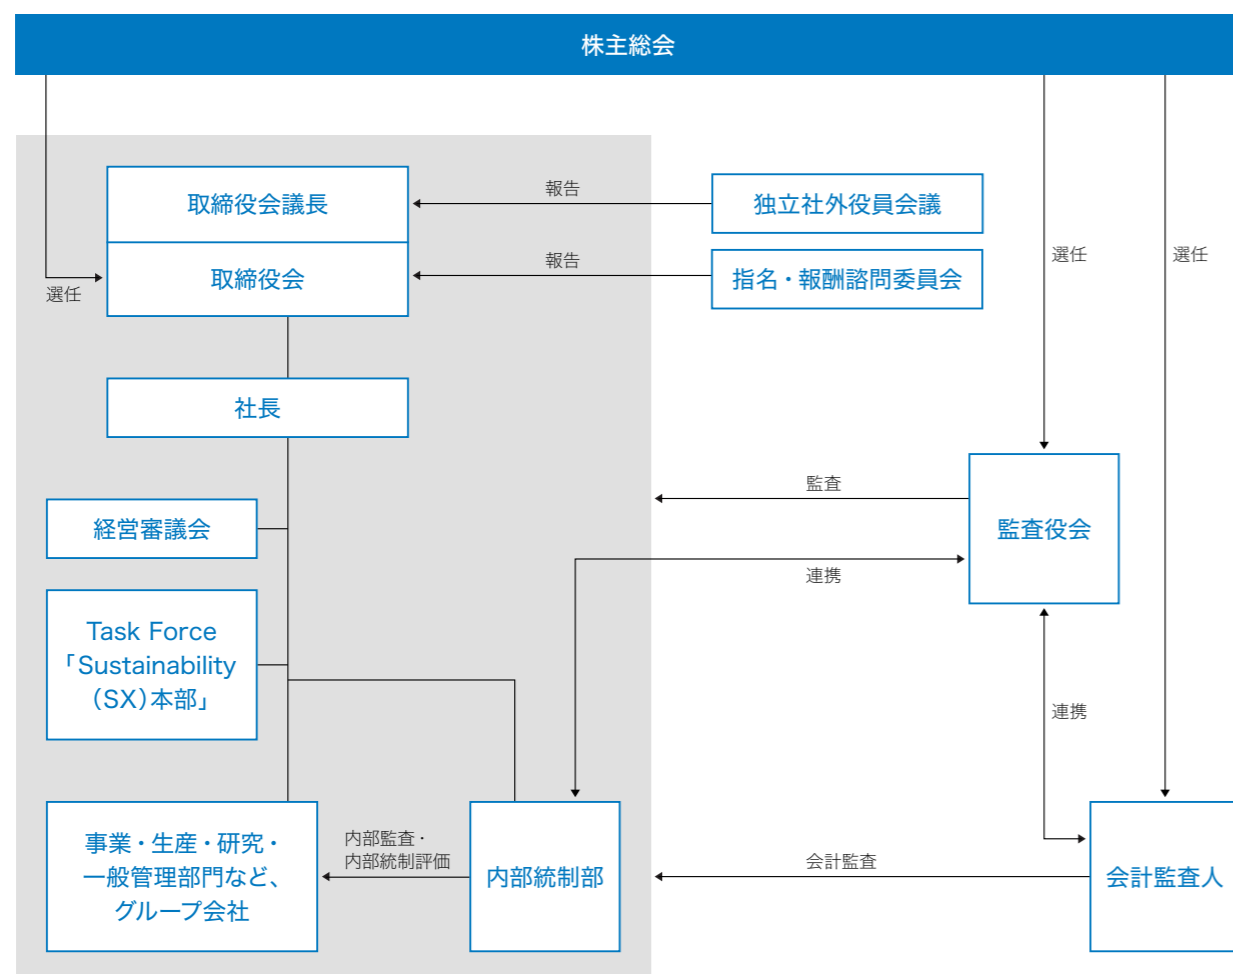 株主総会
取締役会議長
報告
独立社外役員会議
選任
選任
取締役会
報告
指名・報酬諮問委員会
選任
社長
監査
監査役会
経営審議会
連携
Task Force
「Sustainability
(SX)本部」
連携
事業・生産・研究・
一般管理部門など、
グループ会社
内部監査・
内部統制評価
内部統制部
会計監査
会計監査人